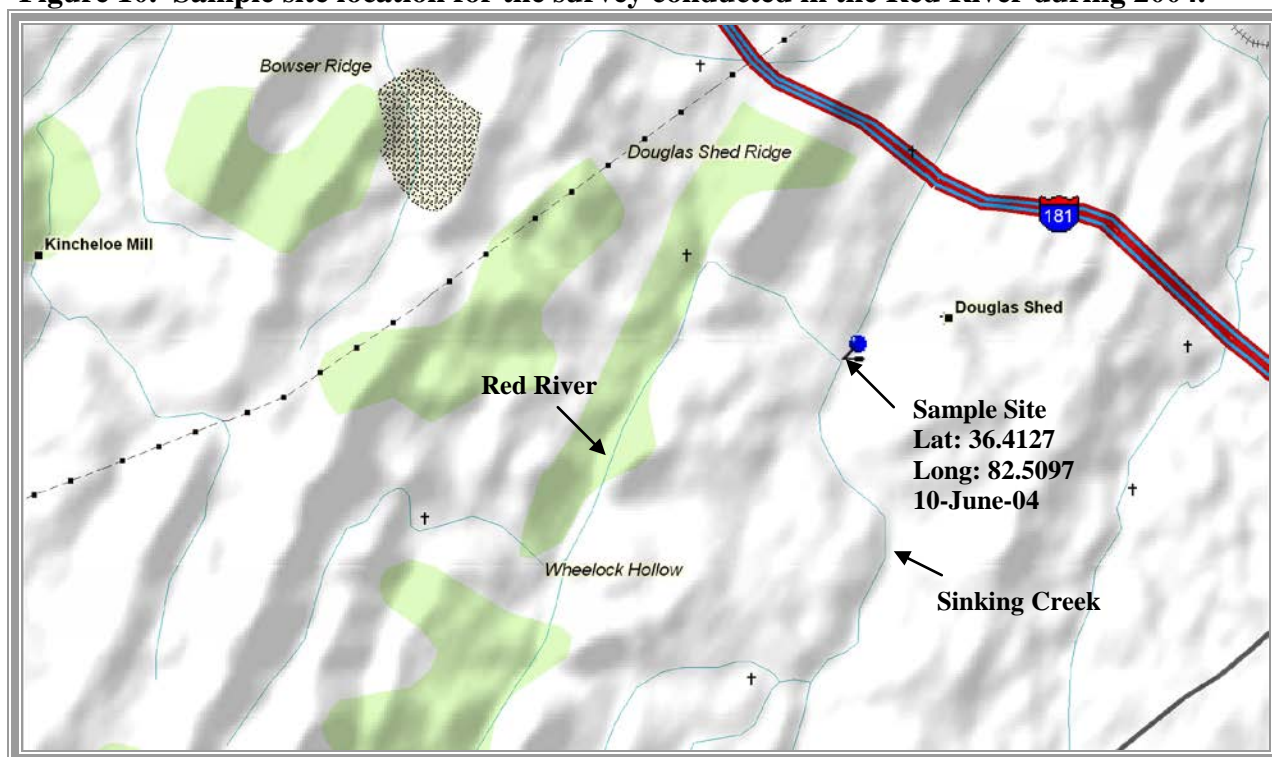 Figure 10. Sample site location for the survey conducted in the Red River during 2004.
Bowser Ridge
Douglas Shed Ridge
181
Kincheloe Mill
Douglas Shed
Red River
Sample Site
Lat: 36.4127
Long: 82.5097
10-June-04
Wheelock Hollow
Sinking Creek